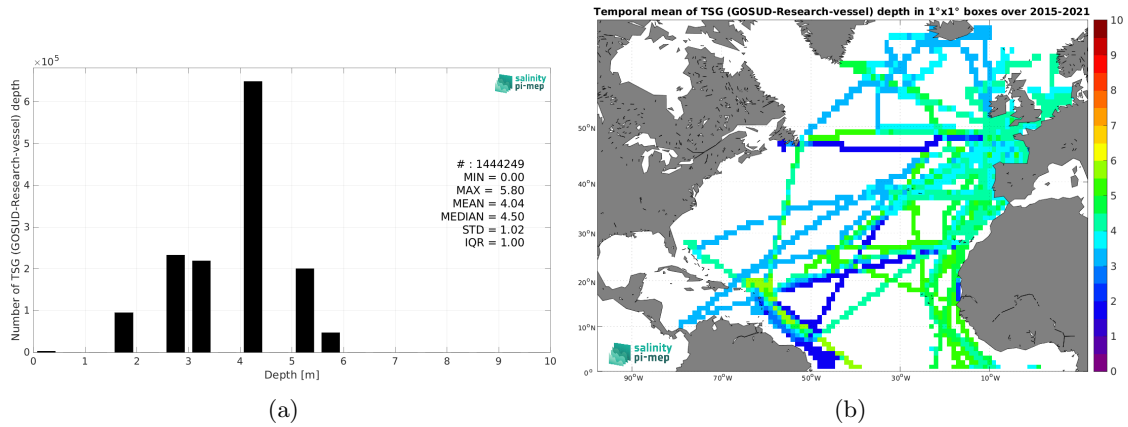 ×10⁵
6
5
4
3
2
1
0
Number of TSG (GOSUD-Research-vessel) depth
salinity
pi-mep
# : 1444249
MIN = 0.00
MAX = 5.80
MEAN = 4.04
MEDIAN = 4.50
STD = 1.02
IQR = 1.00
0 1 2 3 4 5 6 7 8 9 10
Depth [m]
(a)
Temporal mean of TSG (GOSUD-Research-vessel) depth in 1°x1° boxes over 2015-2021
50°N
40°N
30°N
20°N
10°N
0°
90°W 70°W 50°W 30°W 10°W
salinity
pi-mep
10
9
8
7
6
5
4
3
2
1
0
(b)